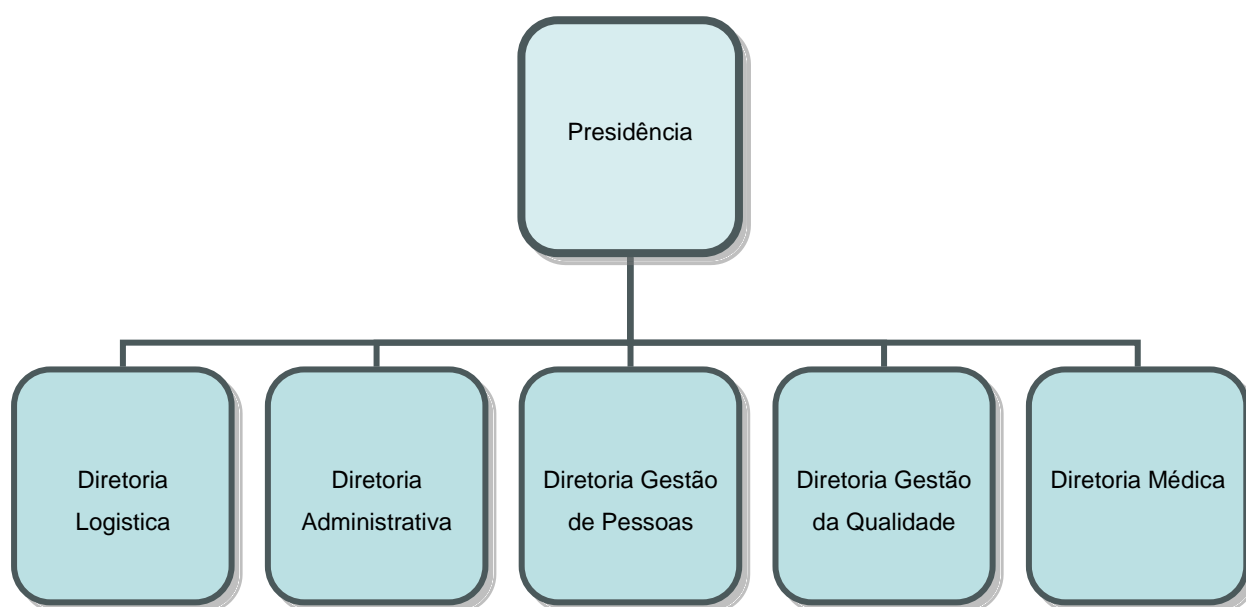 Presidência
Diretoria
Logistica
Diretoria
Administrativa
Diretoria Gestão
de Pessoas
Diretoria Gestão
da Qualidade
Diretoria Médica